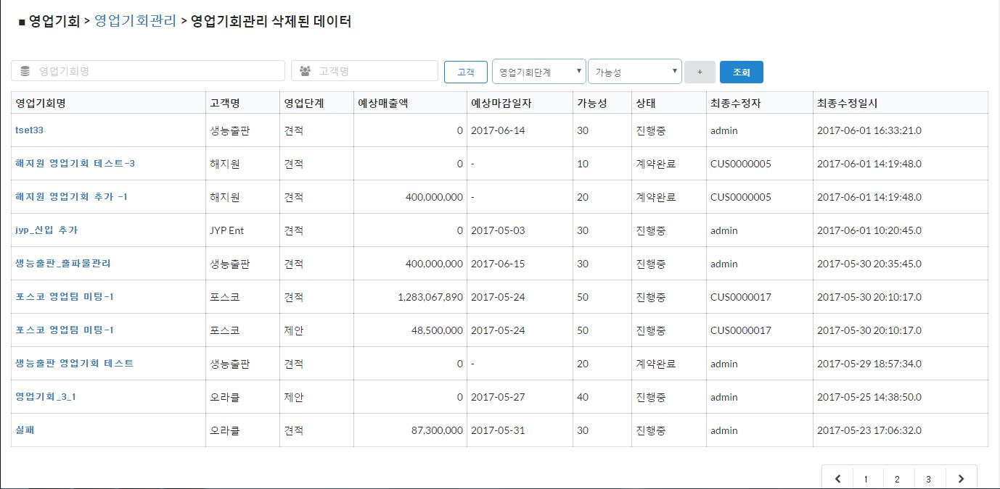 ■ 영업기회 > 영업기회관리 > 영업기회관리 삭제된 데이터
영업기회명 고객명 고객 영업기회단계 ▼ 가능성 ▼ + 조회
영업기회명 고객명 영업단계 예상매출액 예상마감일자 가능성 상태 최종수정자 최종수정일시
tset33 생능출판 견적 0 2017-06-14 30 진행중 admin 2017-06-01 16:33:21.0
해지원 영업기회 테스트-3 해지원 견적 0 - 10 계약완료 CUS0000005 2017-06-01 14:19:48.0
해지원 영업기회 추가 -1 해지원 견적 400,000,000 - 20 계약완료 CUS0000005 2017-06-01 14:19:48.0
jyp_신입 추가 JYP Ent 견적 0 2017-05-03 30 진행중 admin 2017-06-01 10:20:45.0
생능출판_출파물관리 생능출판 견적 400,000,000 2017-06-15 30 진행중 admin 2017-05-30 20:35:45.0
포스코 영업팀 미팅-1 포스코 견적 1,283,067,890 2017-05-24 50 진행중 CUS0000017 2017-05-30 20:10:17.0
포스코 영업팀 미팅-1 포스코 제안 48,500,000 2017-05-24 50 진행중 CUS0000017 2017-05-30 20:10:17.0
생능출판 영업기회 테스트 생능출판 견적 0 - 20 계약완료 admin 2017-05-29 18:57:34.0
영업기회_3_1 오라클 제안 0 2017-05-27 40 진행중 admin 2017-05-25 14:38:50.0
실패 오라클 견적 87,300,000 2017-05-31 30 진행중 admin 2017-05-23 17:06:32.0
1 2 3